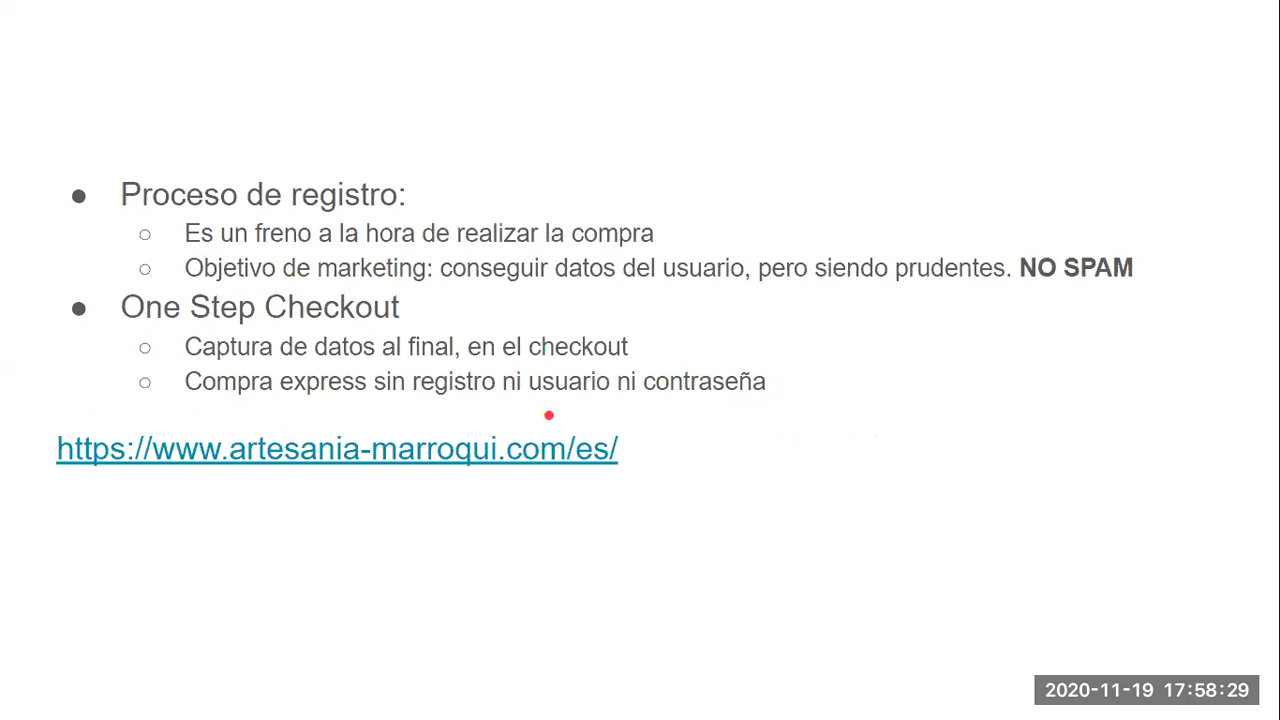 ● Proceso de registro:
○ Es un freno a la hora de realizar la compra
○ Objetivo de marketing: conseguir datos del usuario, pero siendo prudentes. NO SPAM
● One Step Checkout
○ Captura de datos al final, en el checkout
○ Compra express sin registro ni usuario ni contraseña
https://www.artesania-marroqui.com/es/
2020-11-19 17:58:29